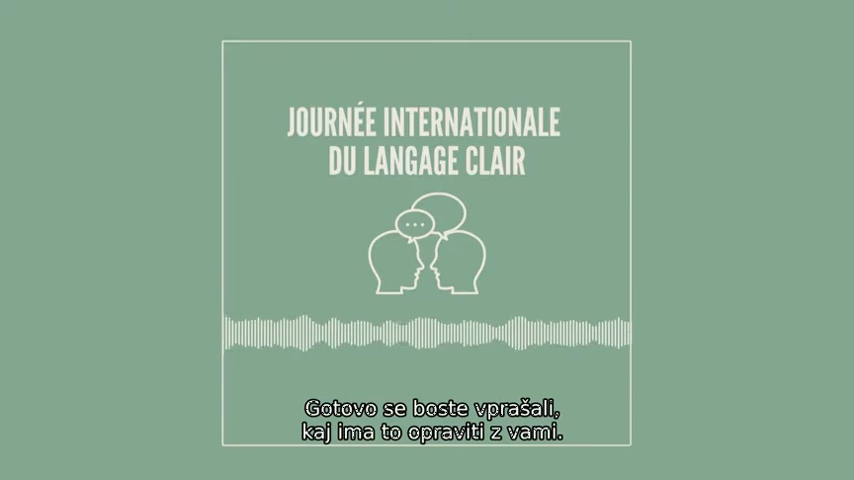 JOURNÉE INTERNATIONALE
DU LANGAGE CLAIR
Gotovo se boste vprašali,
kaj ima to opraviti z vami.